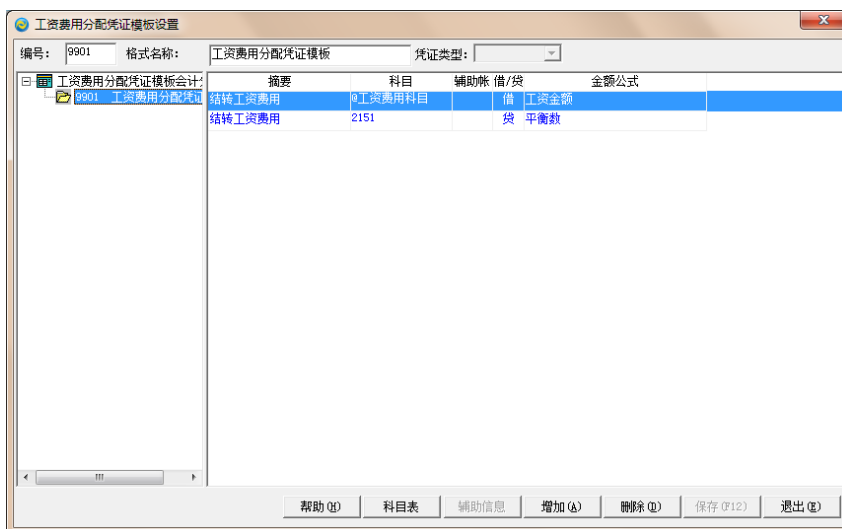 工资费用分配凭证模板设置
编号: 9901 格式名称: 工资费用分配凭证模板 凭证类型:
工资费用分配凭证模板会计分
摘要 科目 辅助帐 借/贷 金额公式
9901 工资费用分配凭证
结转工资费用 @工资费用科目 借 工资金额
结转工资费用 2151 贷 平衡数
帮助(H) 科目表 辅助信息 增加(A) 删除(D) 保存(F12) 退出(E)